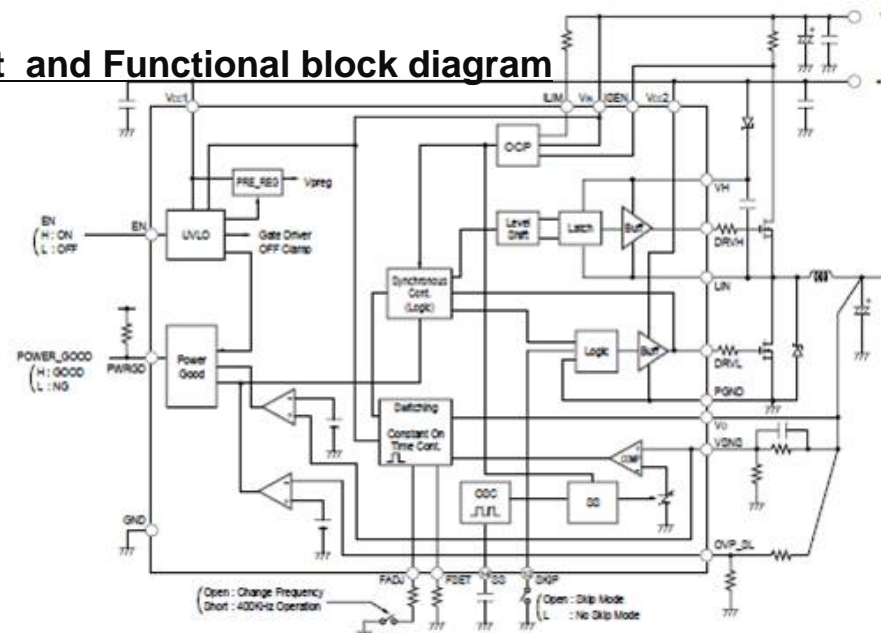 t and Functional block diagram
Vcc1
ILIM
VIN
ISEN
Vcc2
OCP
PRE_REG
Vpreg
VH
EN
H : ON
L : OFF
EN
UVLO
Gate Driver
OFF Clamp
Level
Shift
Latch
Buff
DRVH
LIN
Synchronous
Cont.
(Logic)
POWER_GOOD
H : GOOD
L : NG
PWRGD
Power
Good
Logic
Buff
DRVL
PGND
Switching
Constant On
Time Cont.
Vo
VSNS
COMP
OSC
SS
GND
OVP_SL
FADJ
FSET
SS
SKIP
Open : Change Frequency
Short : 400KHz Operation
Open : Skip Mode
L : No Skip Mode